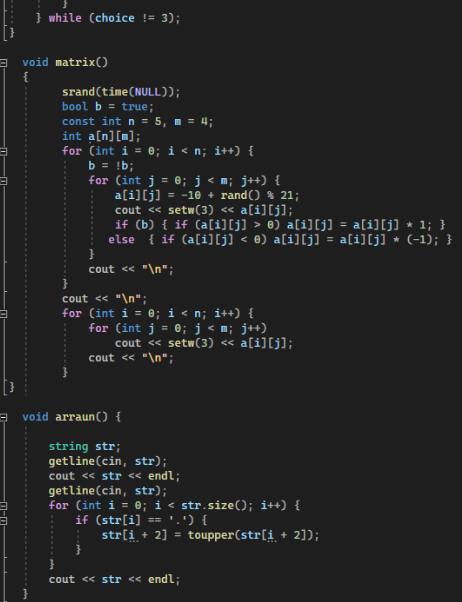 }
} while (choice != 3);
}
void matrix()
{
srand(time(NULL));
bool b = true;
const int n = 5, m = 4;
int a[n][m];
for (int i = 0; i < n; i++) {
b = !b;
for (int j = 0; j < m; j++) {
a[i][j] = -10 + rand() % 21;
cout << setw(3) << a[i][j];
if (b) { if (a[i][j] > 0) a[i][j] = a[i][j] * 1; }
else { if (a[i][j] < 0) a[i][j] = a[i][j] * (-1); }
}
cout << "\n";
}
cout << "\n";
for (int i = 0; i < n; i++) {
for (int j = 0; j < m; j++)
cout << setw(3) << a[i][j];
cout << "\n";
}
}
void arraun() {
string str;
getline(cin, str);
cout << str << endl;
getline(cin, str);
for (int i = 0; i < str.size(); i++) {
if (str[i] == '.') {
str[i + 2] = toupper(str[i + 2]);
}
}
cout << str << endl;
}